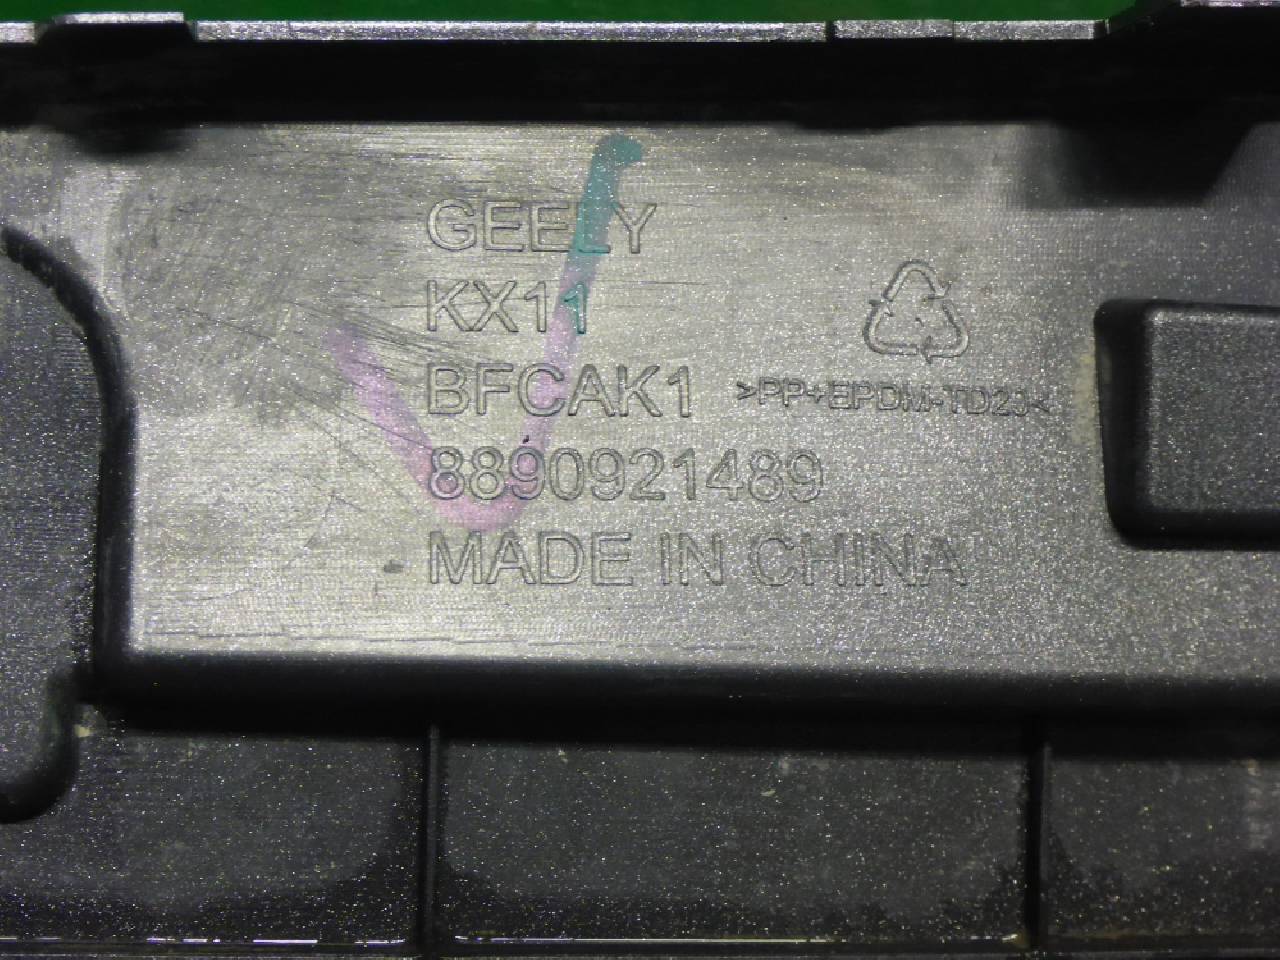 GEELY
KX11
BFCAK1
>PP+EPDM-TD20<
8890921489
MADE IN CHINA